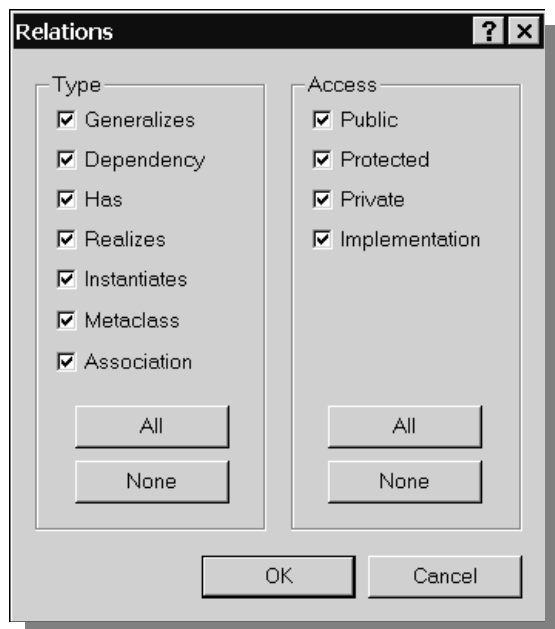 Relations ?
Type
Generalizes
Dependency
Has
Realizes
Instantiates
Metaclass
Association
All
None
Access
Public
Protected
Private
Implementation
All
None
OK
Cancel